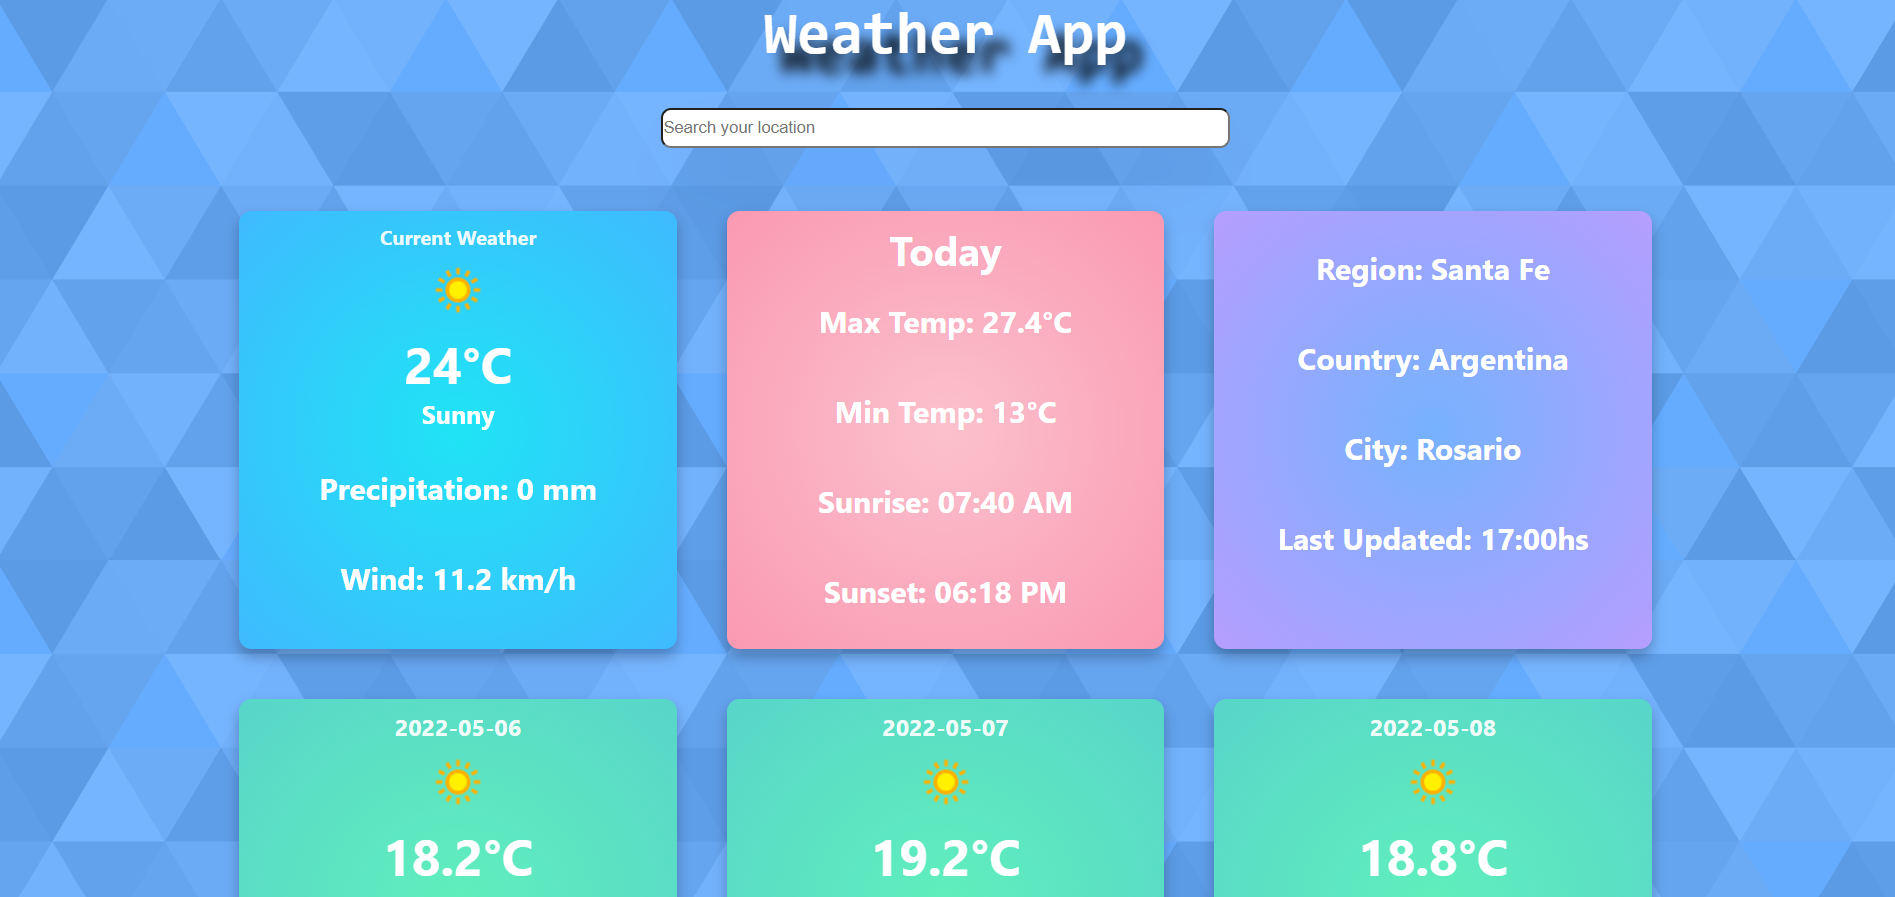 Weather App
Search your location
Current Weather
24°C
Sunny
Precipitation: 0 mm
Wind: 11.2 km/h
Today
Max Temp: 27.4°C
Min Temp: 13°C
Sunrise: 07:40 AM
Sunset: 06:18 PM
Region: Santa Fe
Country: Argentina
City: Rosario
Last Updated: 17:00hs
2022-05-06
18.2°C
2022-05-07
19.2°C
2022-05-08
18.8°C